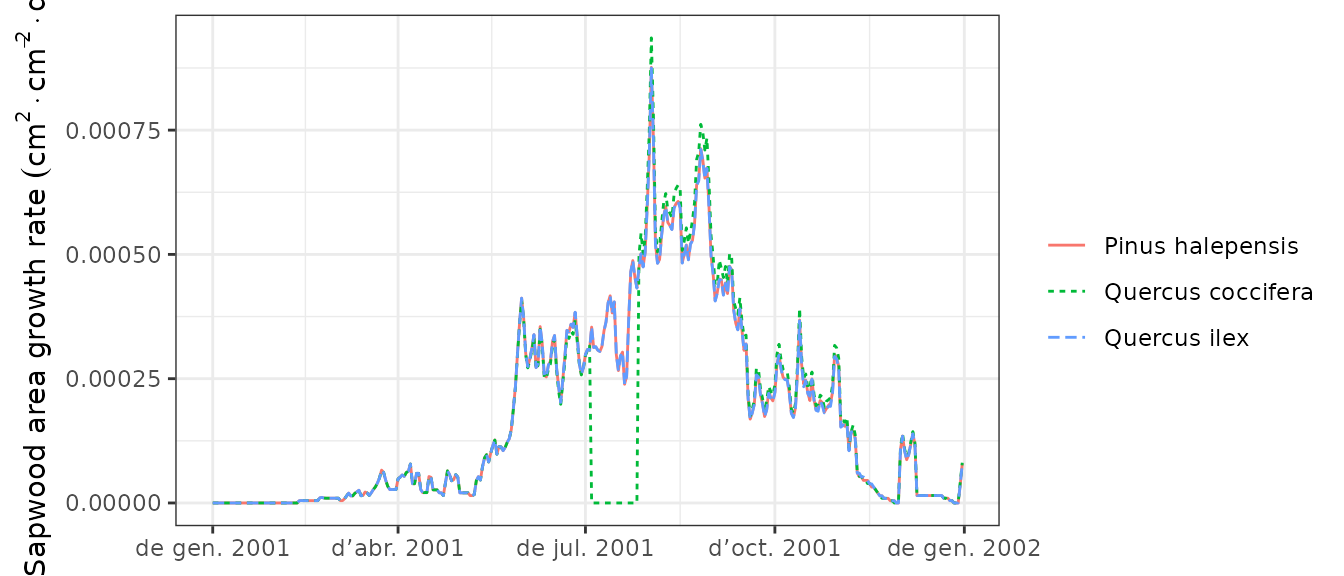 Sapwood area growth rate (cm² · cm⁻² ·
0.00075
0.00050
0.00025
0.00000
de gen. 2001
d’abr. 2001
de jul. 2001
d’oct. 2001
de gen. 2002
Pinus halepensis
Quercus coccifera
Quercus ilex